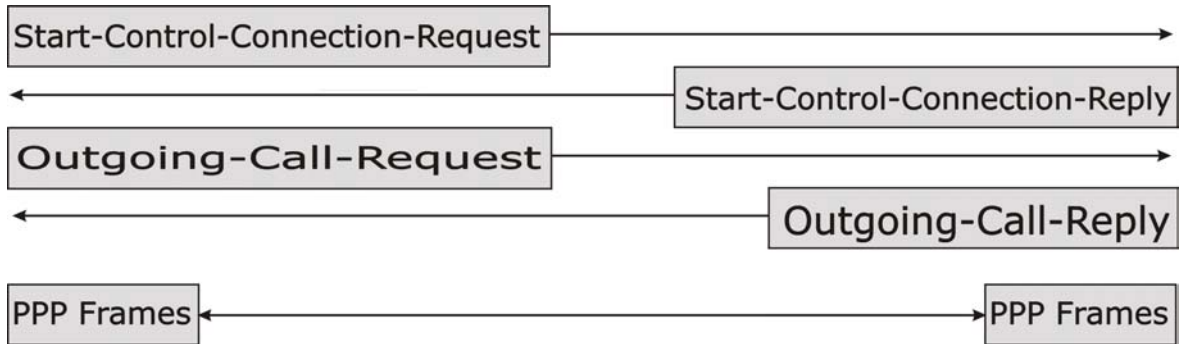 Start-Control-Connection-Request
Start-Control-Connection-Reply
Outgoing-Call-Request
Outgoing-Call-Reply
PPP Frames PPP Frames